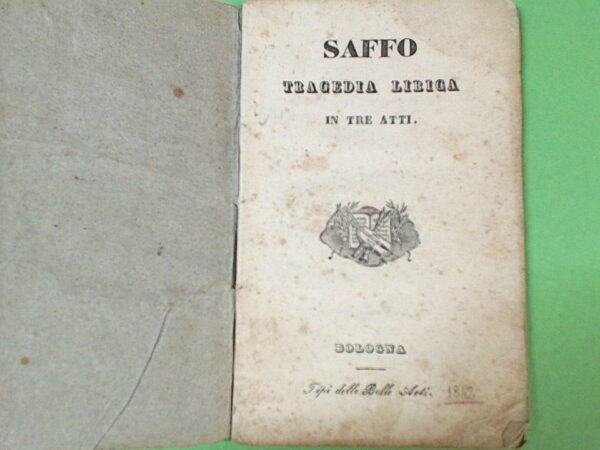 SAFFO
TRAGEDIA LIRICA
IN TRE ATTI.
BOLOGNA
Tipi delle Belle Arti.